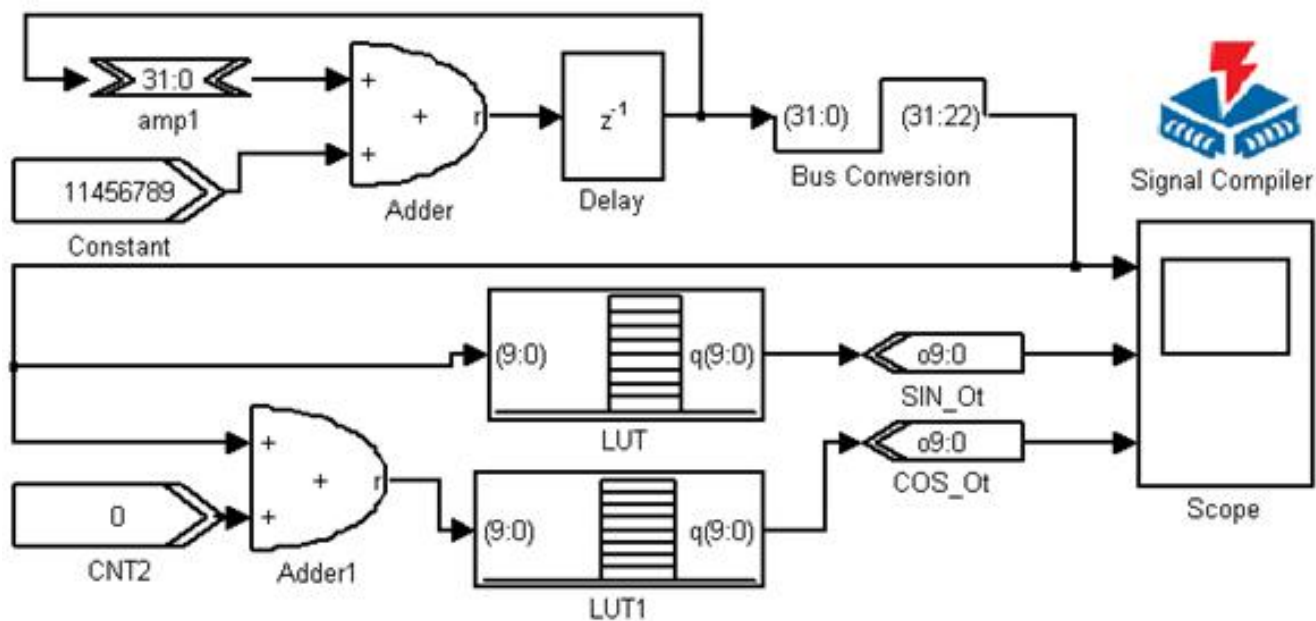 31:0
amp1
+
+
+
r
Adder
z⁻¹
Delay
(31:0)
(31:22)
Bus Conversion
Signal Compiler
11456789
Constant
(9:0)
q(9:0)
LUT
o9:0
SIN_Ot
+
+
+
r
Adder1
0
CNT2
(9:0)
q(9:0)
LUT1
o9:0
COS_Ot
Scope